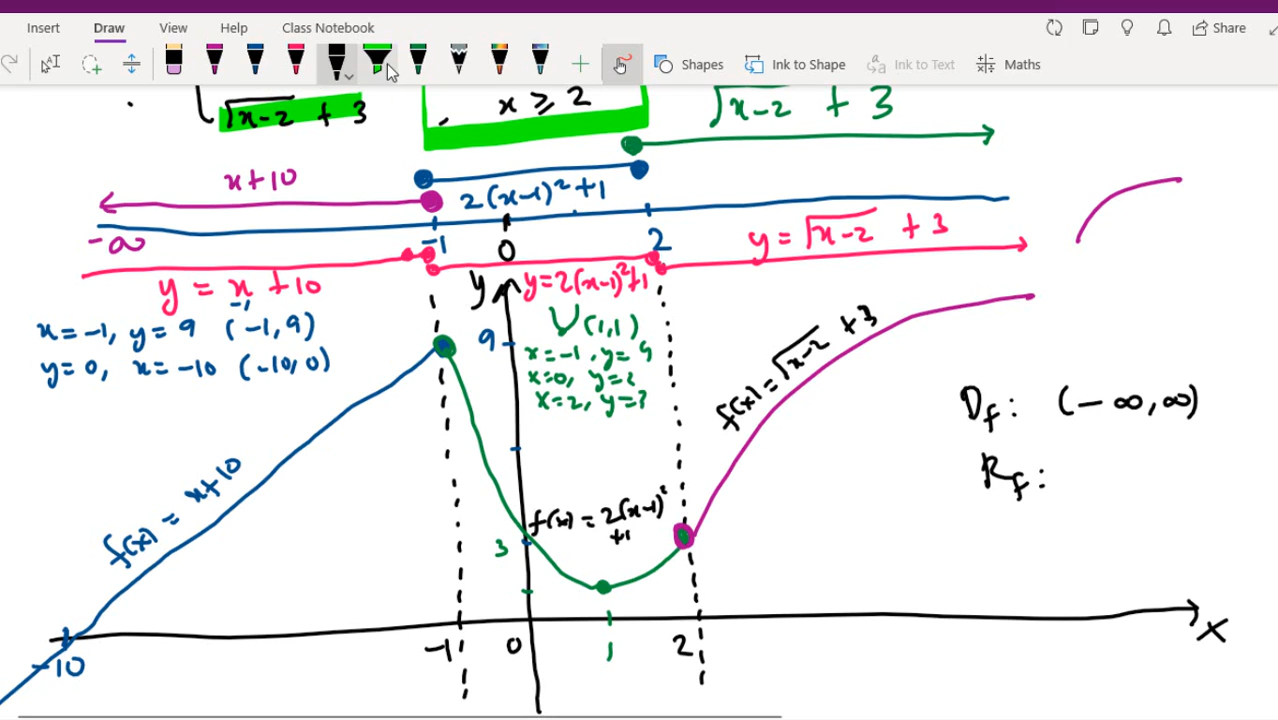 Insert Draw View Help Class Notebook
Share
Shapes Ink to Shape Ink to Text Maths
√x-2 + 3
, x ≥ 2
√x-2 + 3
x+10
2(x-1)²+1
-∞
-1 0 2
y = √x-2 + 3
y = x+10
-1
y y=2(x-1)²+1
x=-1, y=9 (-1,9)
y=0, x=-10 (-10,0)
9
V(1,1)
x=-1, y=9
x=0, y=3
x=2, y=3
f(x)=√x-2 +3
D_f: (-∞,∞)
R_f:
f(x) = x+10
f(x) = 2(x-1)²
+1
3
-10 -1 0 1 2 x